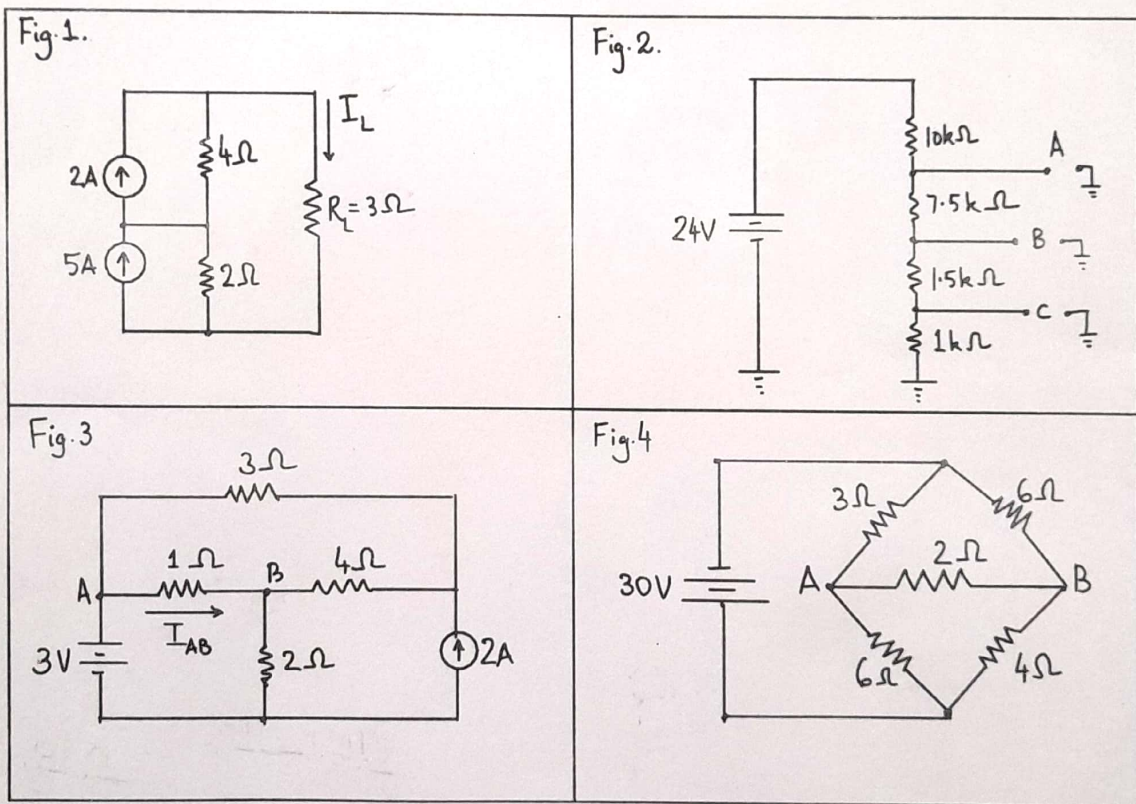 Fig.1.
I_L
4Ω
2A
R_L=3Ω
5A
2Ω
Fig.2.
10kΩ
A
7.5kΩ
24V
B
1.5kΩ
C
1kΩ
Fig.3
3Ω
1Ω
B
4Ω
A
I_AB
3V
2Ω
2A
Fig.4
3Ω
6Ω
2Ω
30V
A
B
6Ω
4Ω